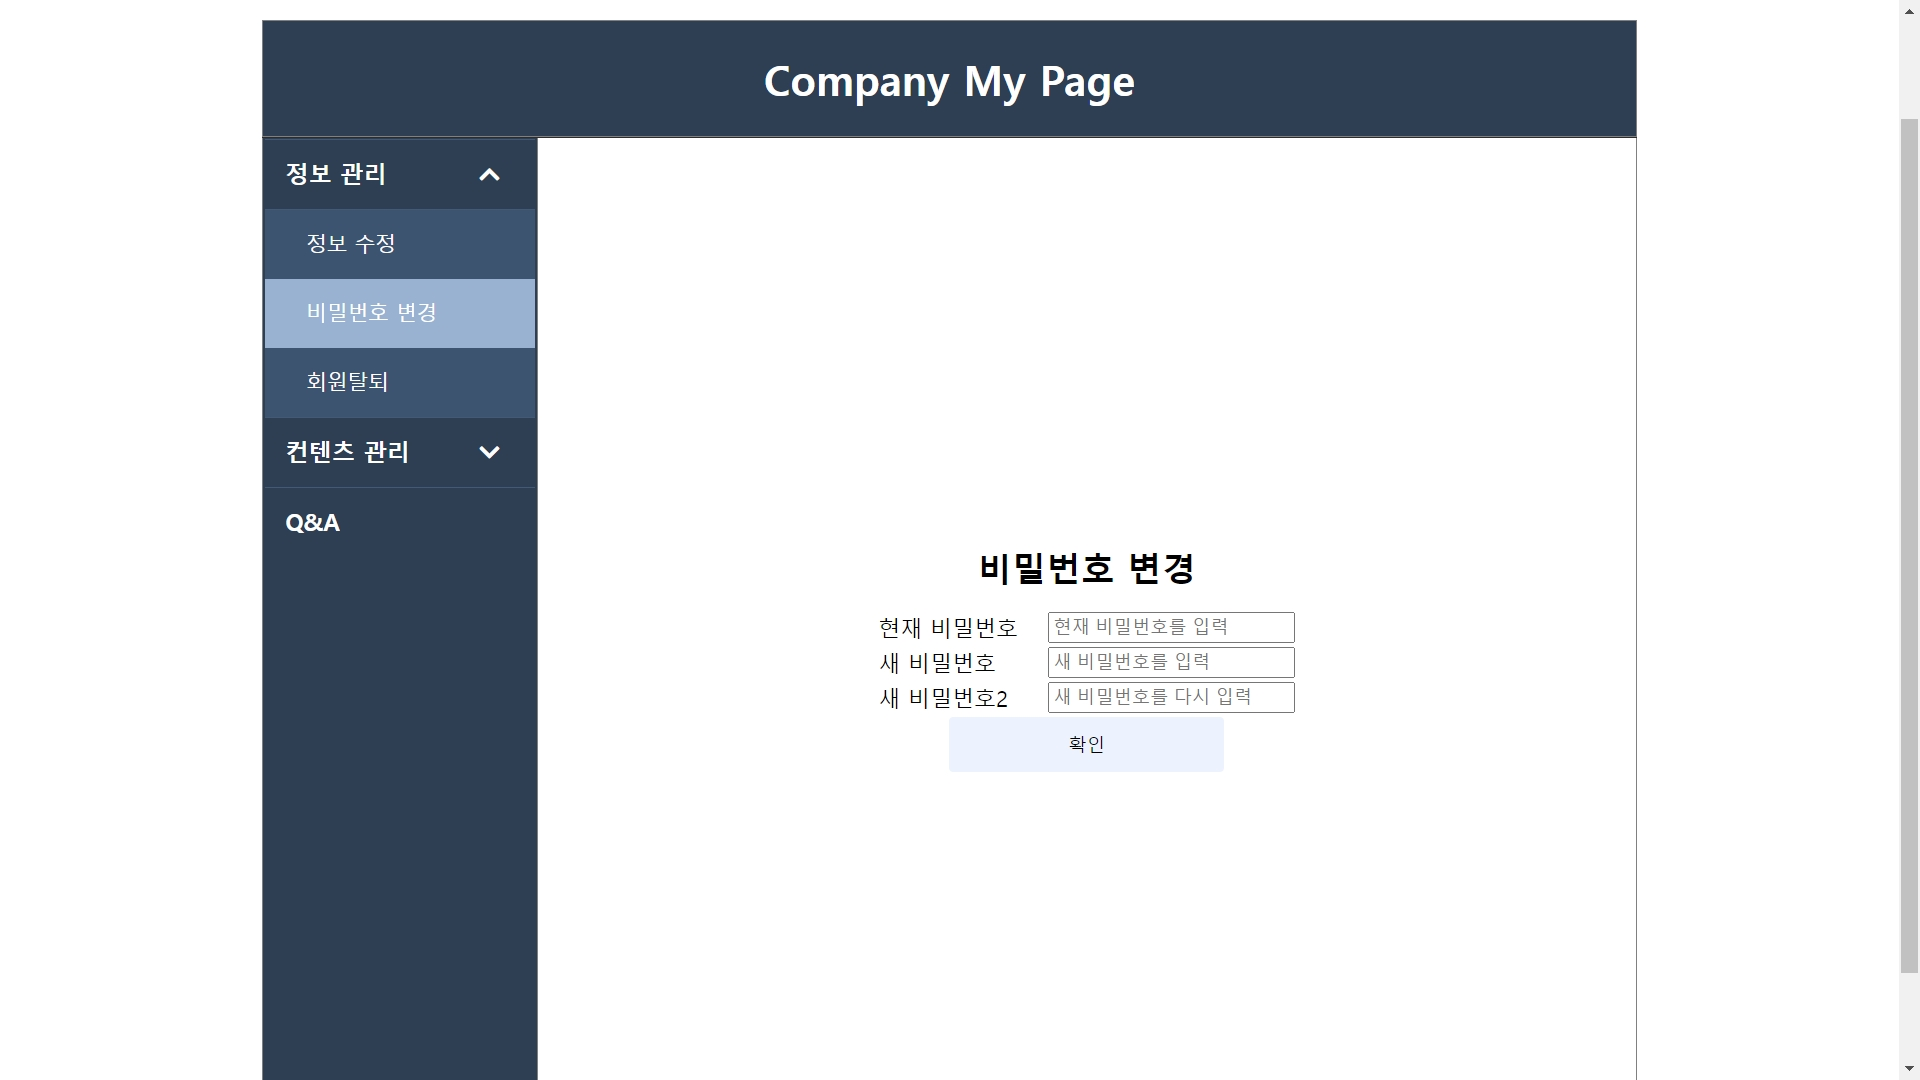 Company My Page
정보 관리
정보 수정
비밀번호 변경
회원탈퇴
컨텐츠 관리
Q&A
비밀번호 변경
현재 비밀번호 현재 비밀번호를 입력
새 비밀번호 새 비밀번호를 입력
새 비밀번호2 새 비밀번호를 다시 입력
확인